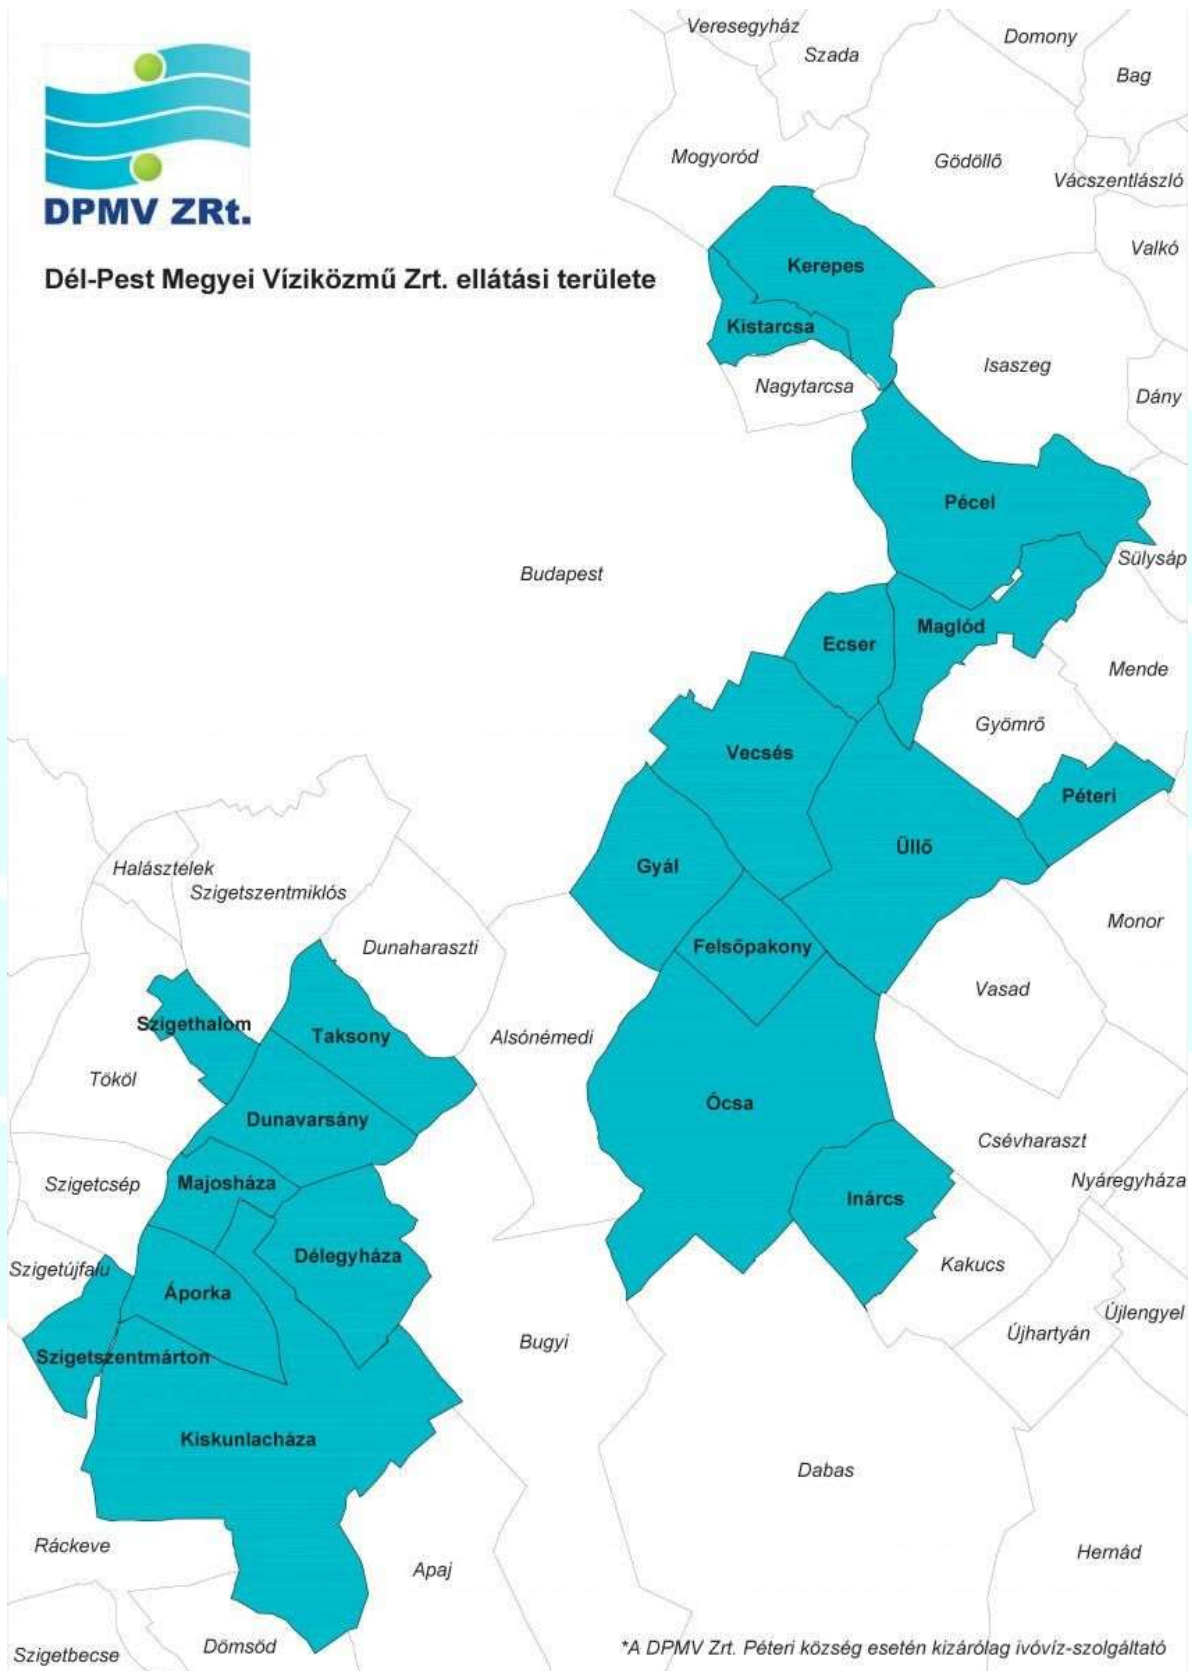 Veresegyház
Szada
Domony
Bag
Mogyoród
Gödöllő
Vácszentlászló
DPMV ZRt.
Valkó
Dél-Pest Megyei Víziközmű Zrt. ellátási területe
Kerepes
Kistarcsa
Isaszeg
Nagytarcsa
Dány
Pécel
Sülysáp
Budapest
Maglód
Ecser
Mende
Gyömrő
Vecsés
Péteri
Üllő
Gyál
Halásztelek
Szigetszentmiklós
Monor
Dunaharaszti
Felsőpakony
Vasad
Szigethalom
Taksony
Alsónémedi
Tököl
Ócsa
Dunavarsány
Csévharaszt
Nyáregyháza
Szigetcsép
Majosháza
Inárcs
Délegyháza
Kakucs
Szigetújfalu
Áporka
Újlengyel
Újhartyán
Bugyi
Szigetszentmárton
Kiskunlacháza
Dabas
Ráckeve
Hernád
Apaj
Dömsöd
*A DPMV Zrt. Péteri község esetén kizárólag ivóvíz-szolgáltató
Szigetbecse